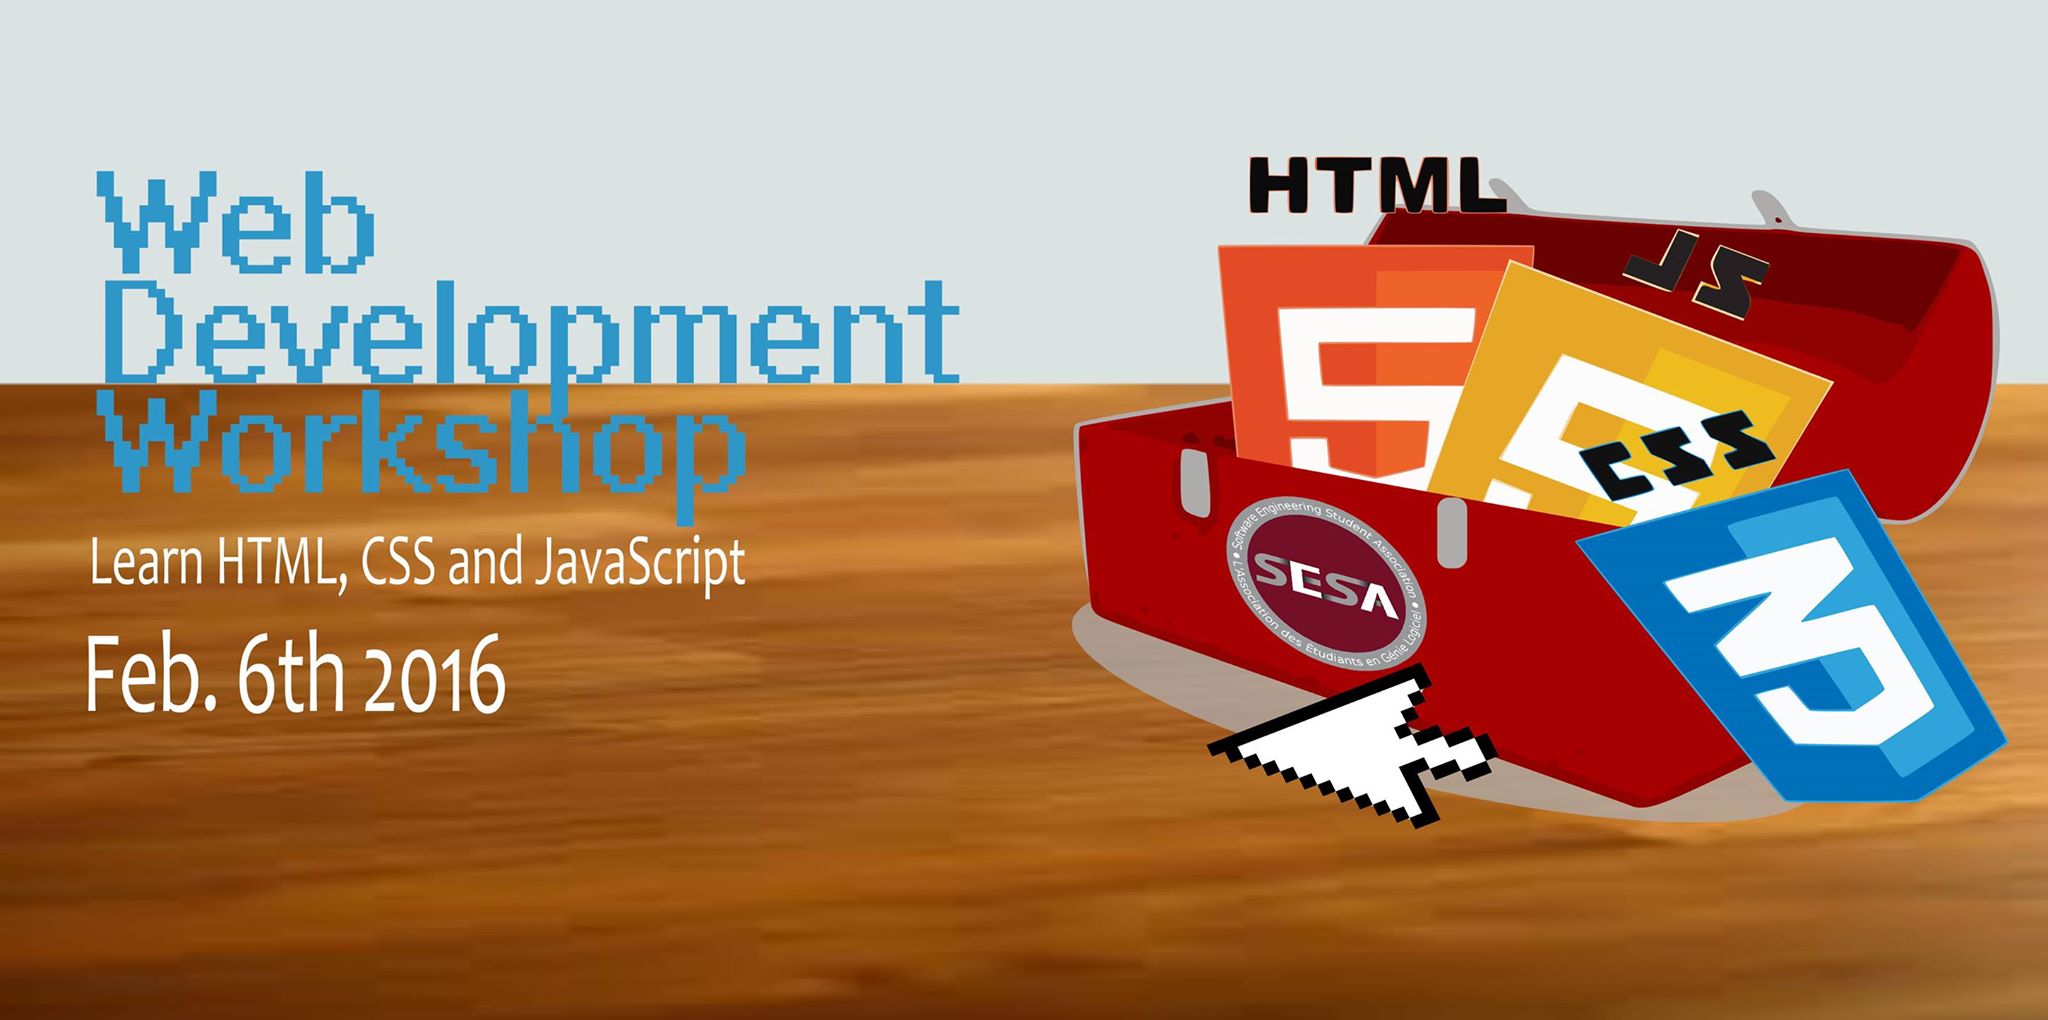 Web
Development
Workshop
Learn HTML, CSS and JavaScript
Feb. 6th 2016
HTML
JS
CSS
Software Engineering Student Association
SESA
L'Association des Étudiants en Génie Logiciel